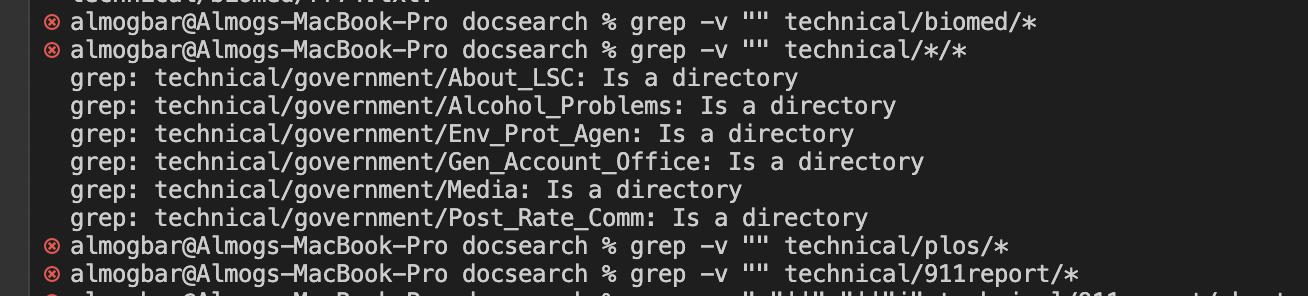 almogbar@Almogs-MacBook-Pro docsearch % grep -v "" technical/biomed/*
almogbar@Almogs-MacBook-Pro docsearch % grep -v "" technical/*/*
grep: technical/government/About_LSC: Is a directory
grep: technical/government/Alcohol_Problems: Is a directory
grep: technical/government/Env_Prot_Agen: Is a directory
grep: technical/government/Gen_Account_Office: Is a directory
grep: technical/government/Media: Is a directory
grep: technical/government/Post_Rate_Comm: Is a directory
almogbar@Almogs-MacBook-Pro docsearch % grep -v "" technical/plos/*
almogbar@Almogs-MacBook-Pro docsearch % grep -v "" technical/911report/*